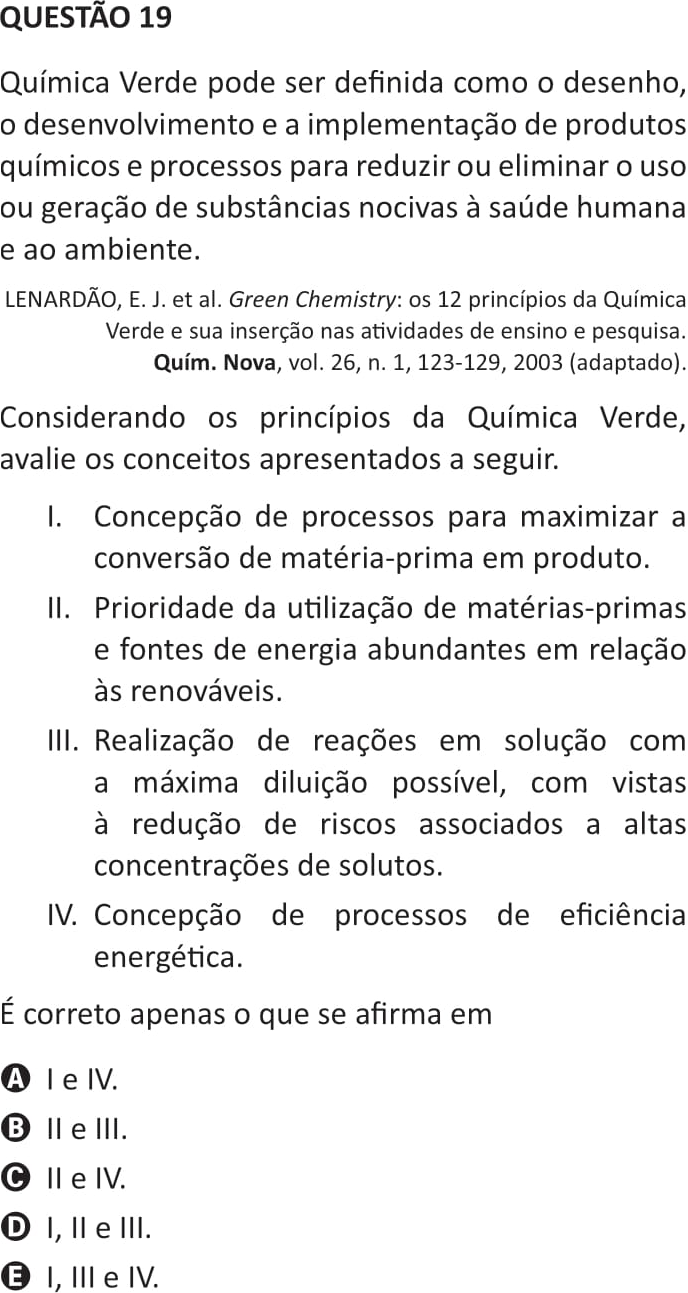 QUESTÃO 19
Química Verde pode ser definida como o desenho,
o desenvolvimento e a implementação de produtos
químicos e processos para reduzir ou eliminar o uso
ou geração de substâncias nocivas à saúde humana
e ao ambiente.
LENARDÃO, E. J. et al. Green Chemistry: os 12 princípios da Química
Verde e sua inserção nas atividades de ensino e pesquisa.
Quím. Nova, vol. 26, n. 1, 123-129, 2003 (adaptado).
Considerando os princípios da Química Verde,
avalie os conceitos apresentados a seguir.
I. Concepção de processos para maximizar a
conversão de matéria-prima em produto.
II. Prioridade da utilização de matérias-primas
e fontes de energia abundantes em relação
às renováveis.
III. Realização de reações em solução com
a máxima diluição possível, com vistas
à redução de riscos associados a altas
concentrações de solutos.
IV. Concepção de processos de eficiência
energética.
É correto apenas o que se afirma em
A I e IV.
B II e III.
C II e IV.
D I, II e III.
E I, III e IV.